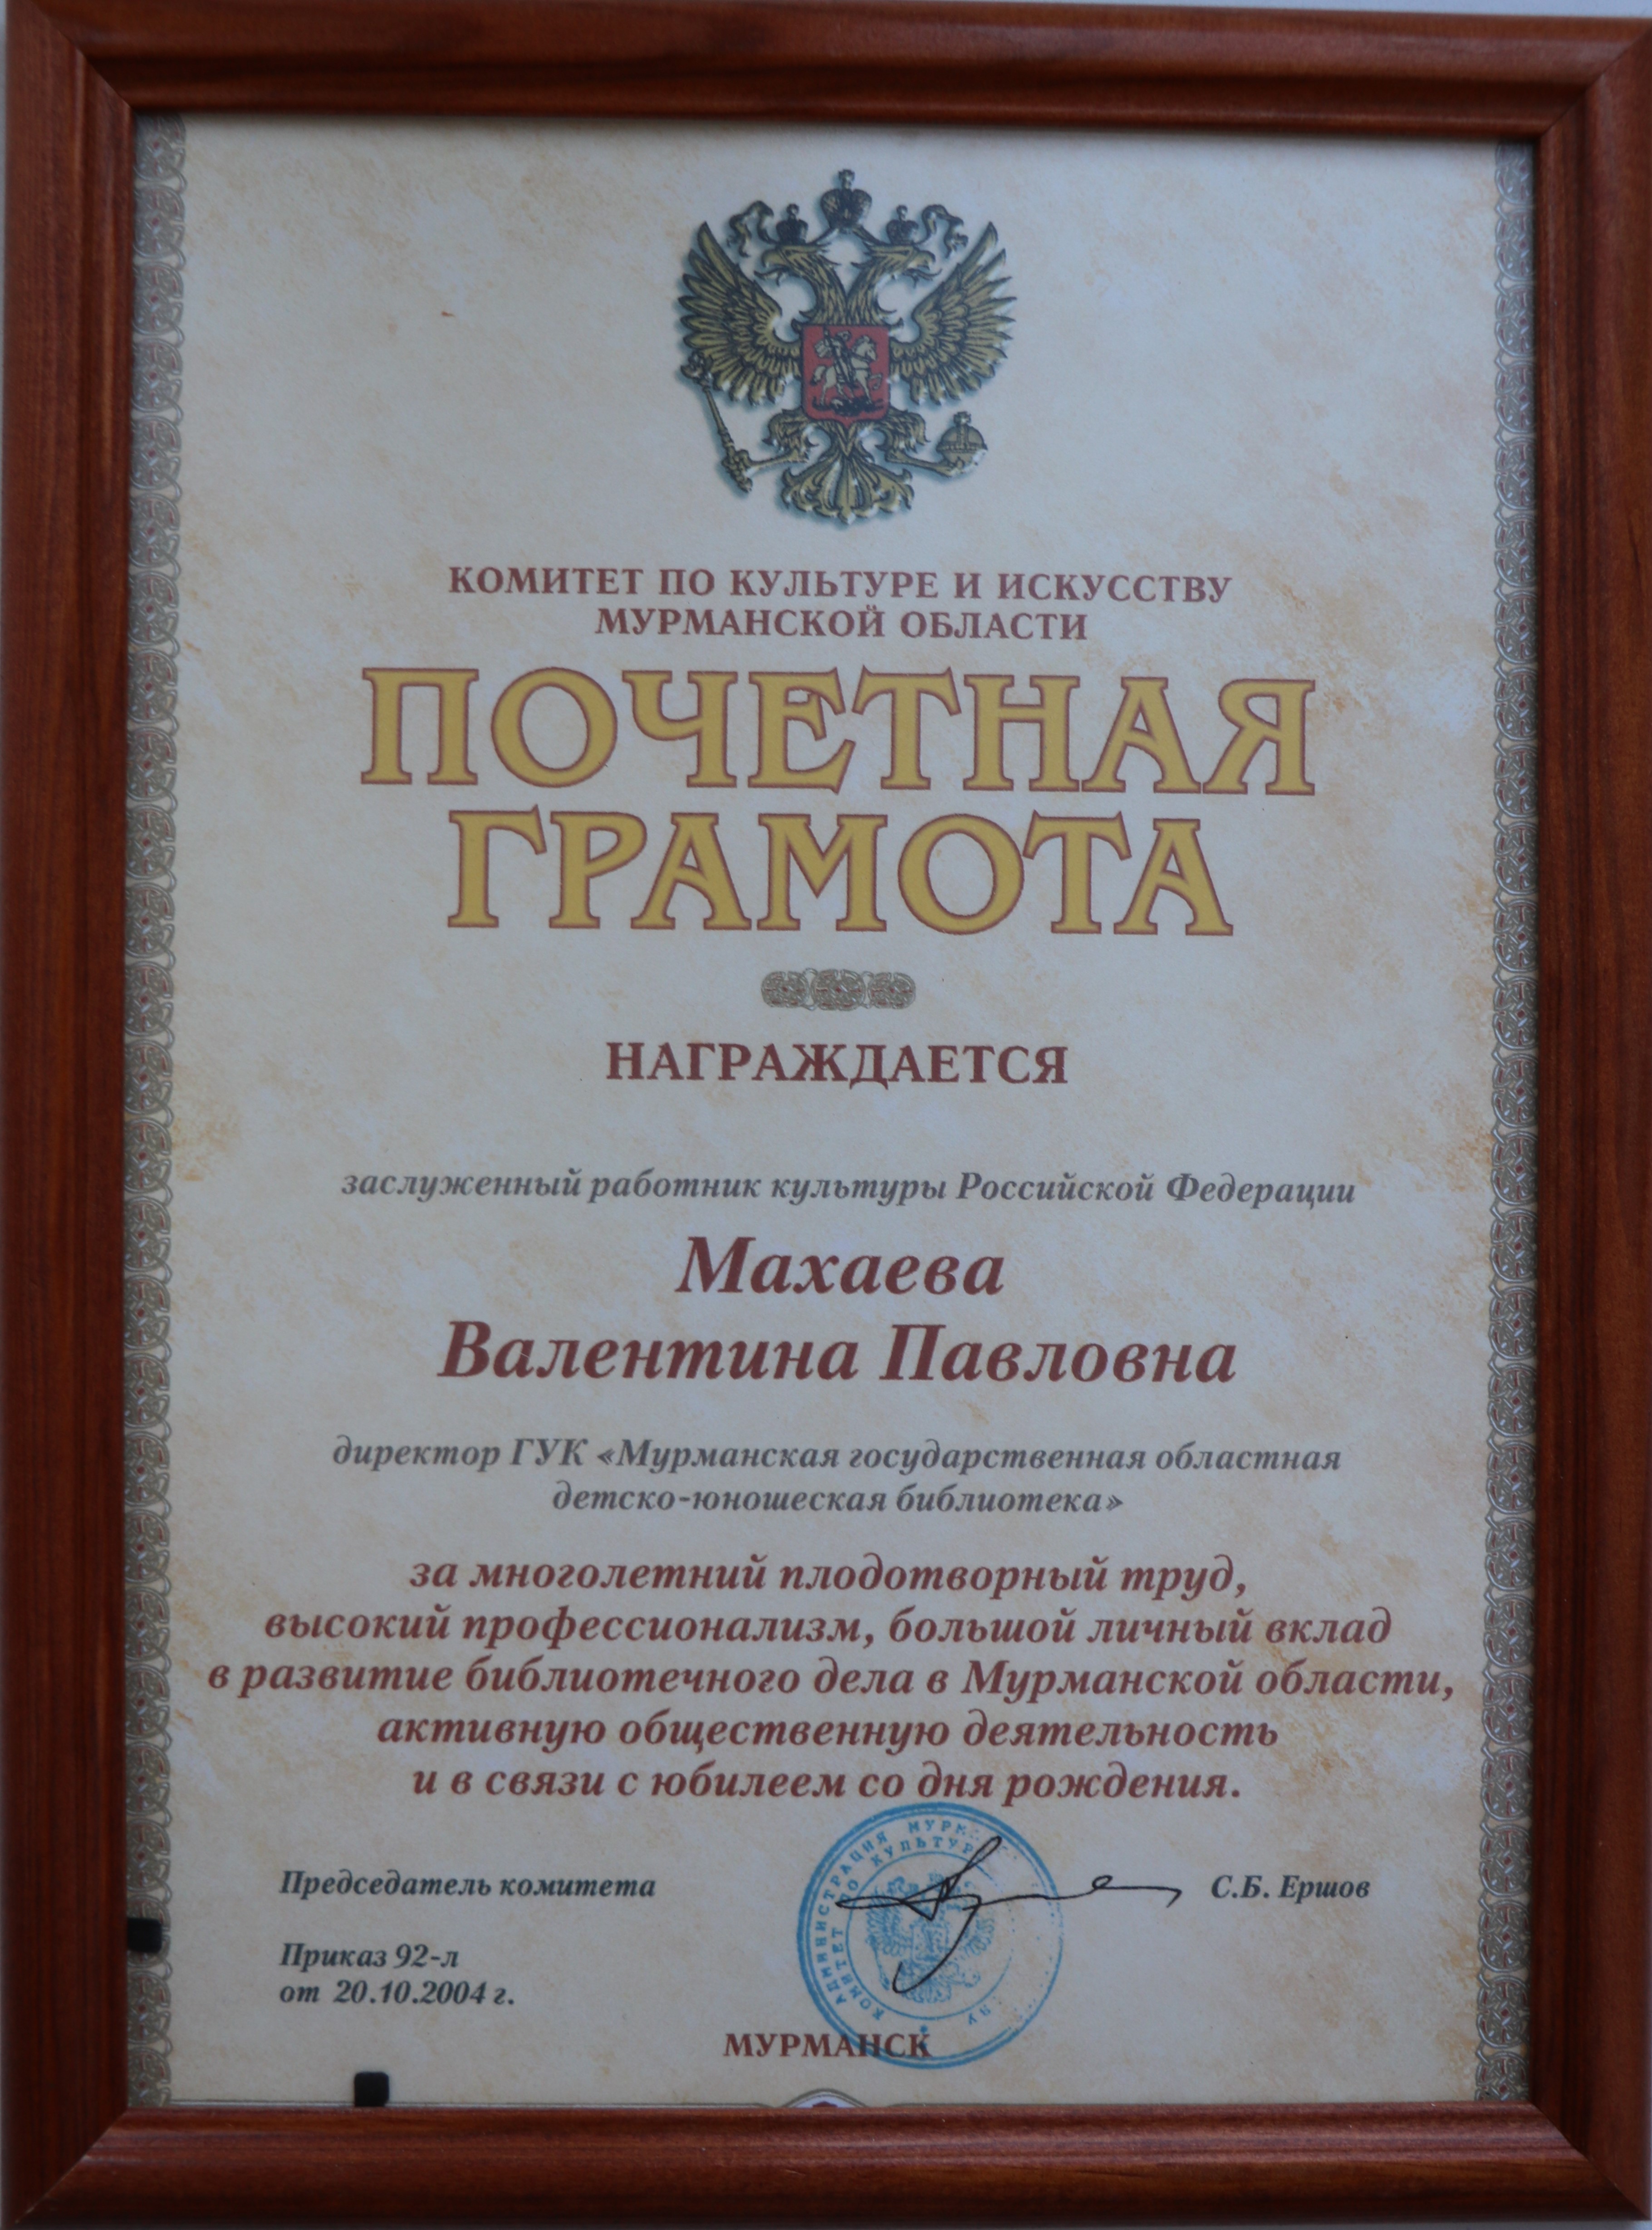 КОМИТЕТ ПО КУЛЬТУРЕ И ИСКУССТВУ
МУРМАНСКОЙ ОБЛАСТИ
ПОЧЕТНАЯ
ГРАМОТА
НАГРАЖДАЕТСЯ
заслуженный работник культуры Российской Федерации
Махаева
Валентина Павловна
директор ГУК «Мурманская государственная областная
детско-юношеская библиотека»
за многолетний плодотворный труд,
высокий профессионализм, большой личный вклад
в развитие библиотечного дела в Мурманской области,
активную общественную деятельность
и в связи с юбилеем со дня рождения.
АДМИНИСТРАЦИЯ
КОМИТЕТ ПО
Председатель комитета С.Б. Ершов
Приказ 92-л
от 20.10.2004 г.
МУРМАНСК